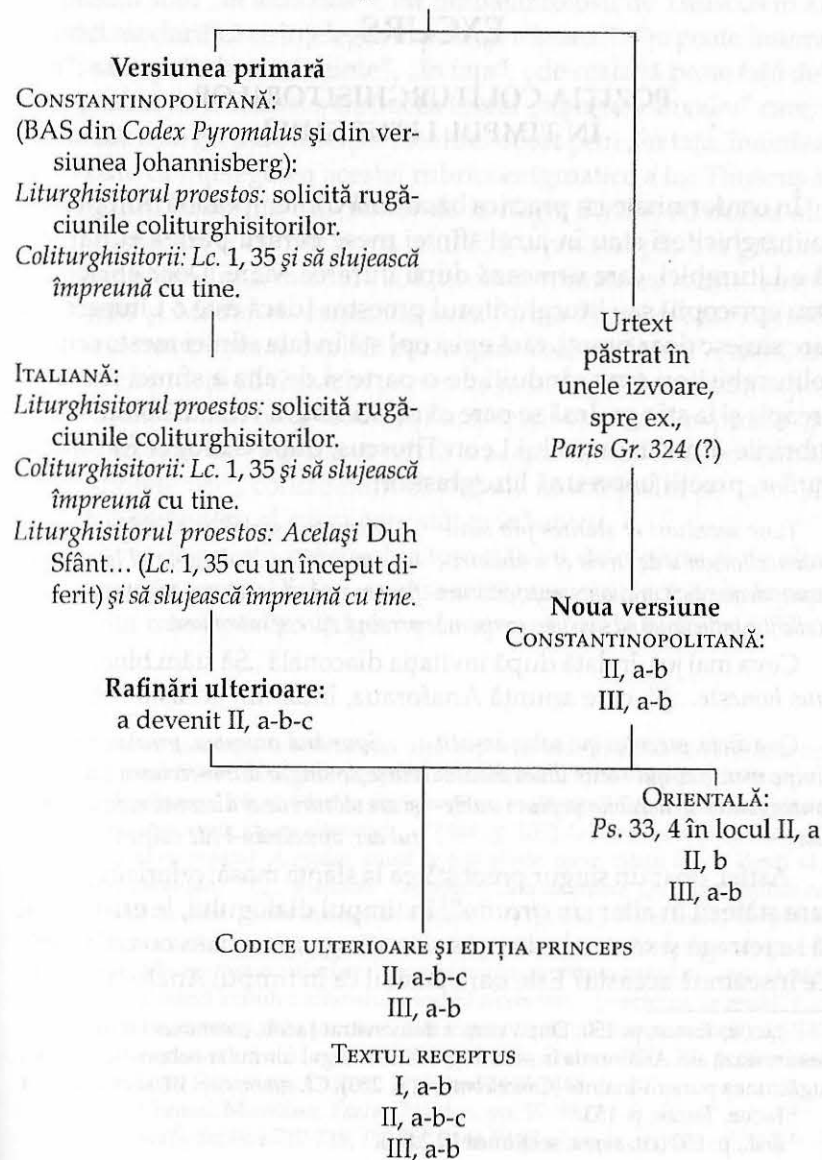 Versiunea primară
CONSTANTINOPOLITANĂ:
(BAS din Codex Pyromalus și din ver-
siunea Johannisberg):
Liturghisitorul proestos: solicită rugă-
ciunile coliturghisitorilor.
Coliturghisitorii: Lc. 1, 35 și să slujească
împreună cu tine.
ITALIANĂ:
Liturghisitorul proestos: solicită rugă-
ciunile coliturghisitorilor.
Coliturghisitorii: Lc. 1, 35 și să slujească
împreună cu tine.
Liturghisitorul proestos: Același Duh
Sfânt... (Lc. 1, 35 cu un început di-
ferit) și să slujească împreună cu tine.
Rafinări ulterioare:
a devenit II, a-b-c
Urtext
păstrat în
unele izvoare,
spre ex.,
Paris Gr. 324 (?)
Noua versiune
CONSTANTINOPOLITANĂ:
II, a-b
III, a-b
ORIENTALĂ:
Ps. 33, 4 în locul II, a
II, b
III, a-b
CODICE ULTERIOARE ȘI EDIȚIA PRINCEPS
II, a-b-c
III, a-b
TEXTUL RECEPTUS
I, a-b
II, a-b-c
III, a-b